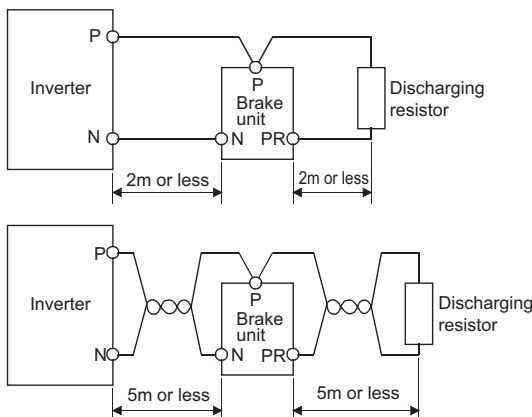 P
Inverter
P
Brake
unit
Discharging
resistor
N
N
PR
2m or less
2m or less
P
Inverter
P
Brake
unit
Discharging
resistor
N
N
PR
5m or less
5m or less